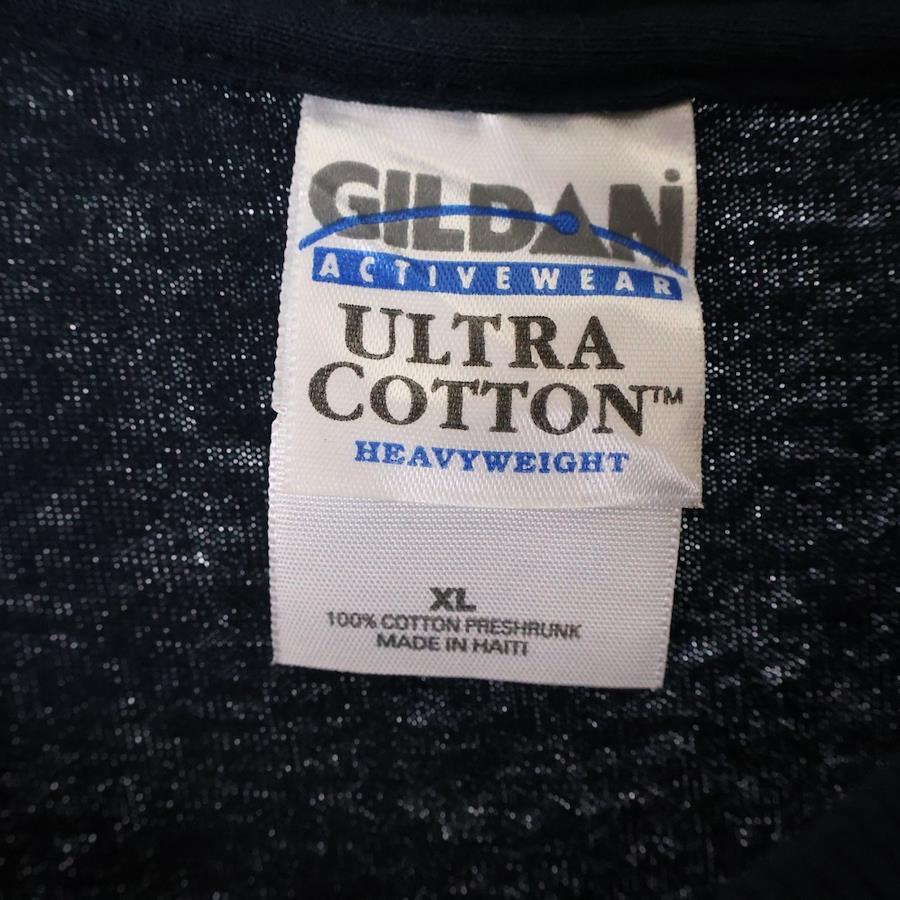 GILDAN
ACTIVEWEAR
ULTRA
COTTON™
HEAVYWEIGHT
XL
100% COTTON PRESHRUNK
MADE IN HAITI